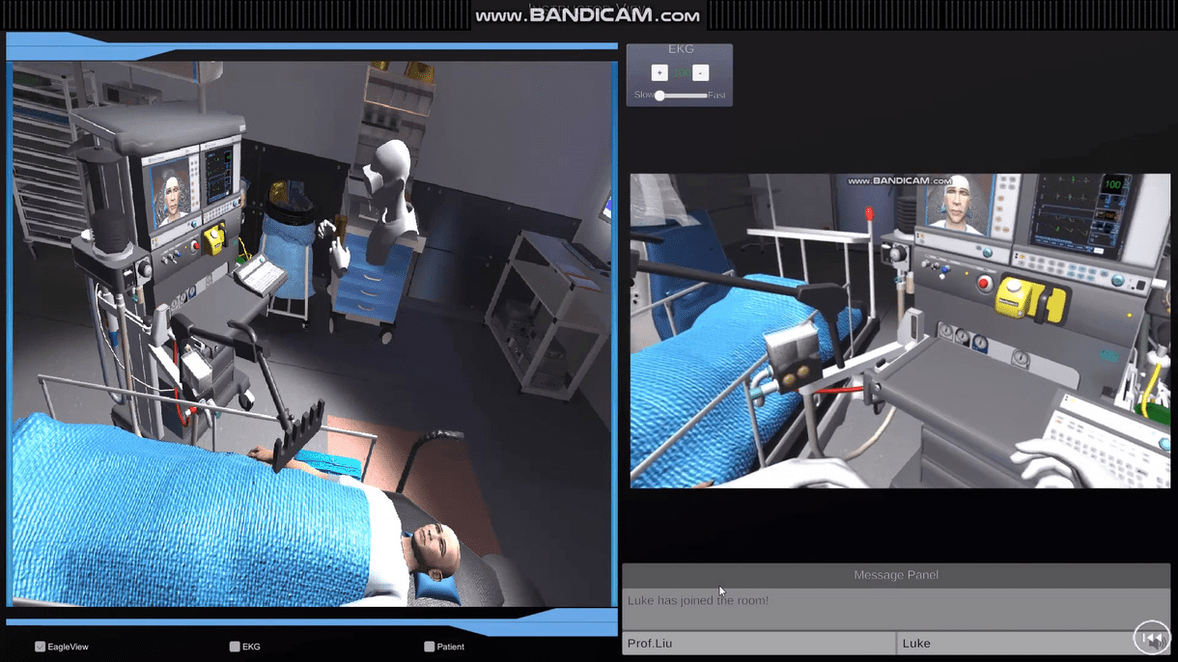 www.BANDICAM.com
EKG
+
-
Slow
Fast
www.BANDICAM.com
100
Message Panel
Luke has joined the room!
Prof.Liu
Luke
EagleView
EKG
Patient